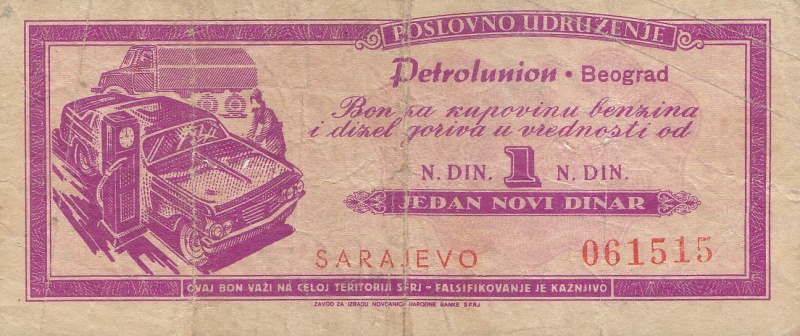 POSLOVNO UDRUŽENJE
Petrolunion • Beograd
Bon za kupovinu benzina
i dizel goriva u vrednosti od
N. DIN. 1 N. DIN.
JEDAN NOVI DINAR
SARAJEVO 061515
OVAJ BON VAŽI NA CELOJ TERITORIJI SFRJ – FALSIFIKOVANJE JE KAŽNJIVO
ZAVOD ZA IZRADU NOVČANICA NARODNE BANKE SFRJ